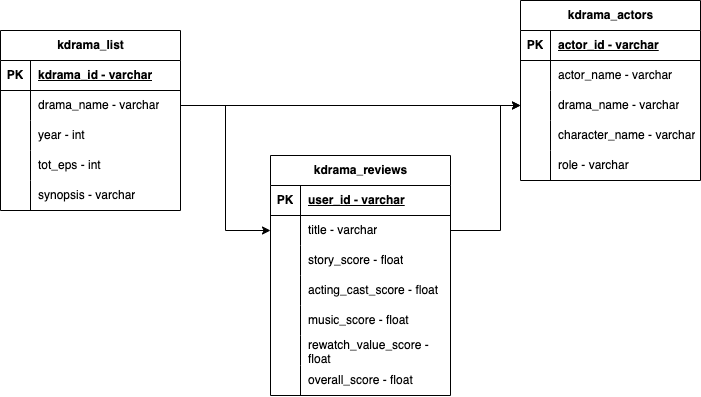 kdrama_list
PK kdrama_id - varchar
drama_name - varchar
year - int
tot_eps - int
synopsis - varchar
kdrama_reviews
PK user_id - varchar
title - varchar
story_score - float
acting_cast_score - float
music_score - float
rewatch_value_score -
float
overall_score - float
kdrama_actors
PK actor_id - varchar
actor_name - varchar
drama_name - varchar
character_name - varchar
role - varchar